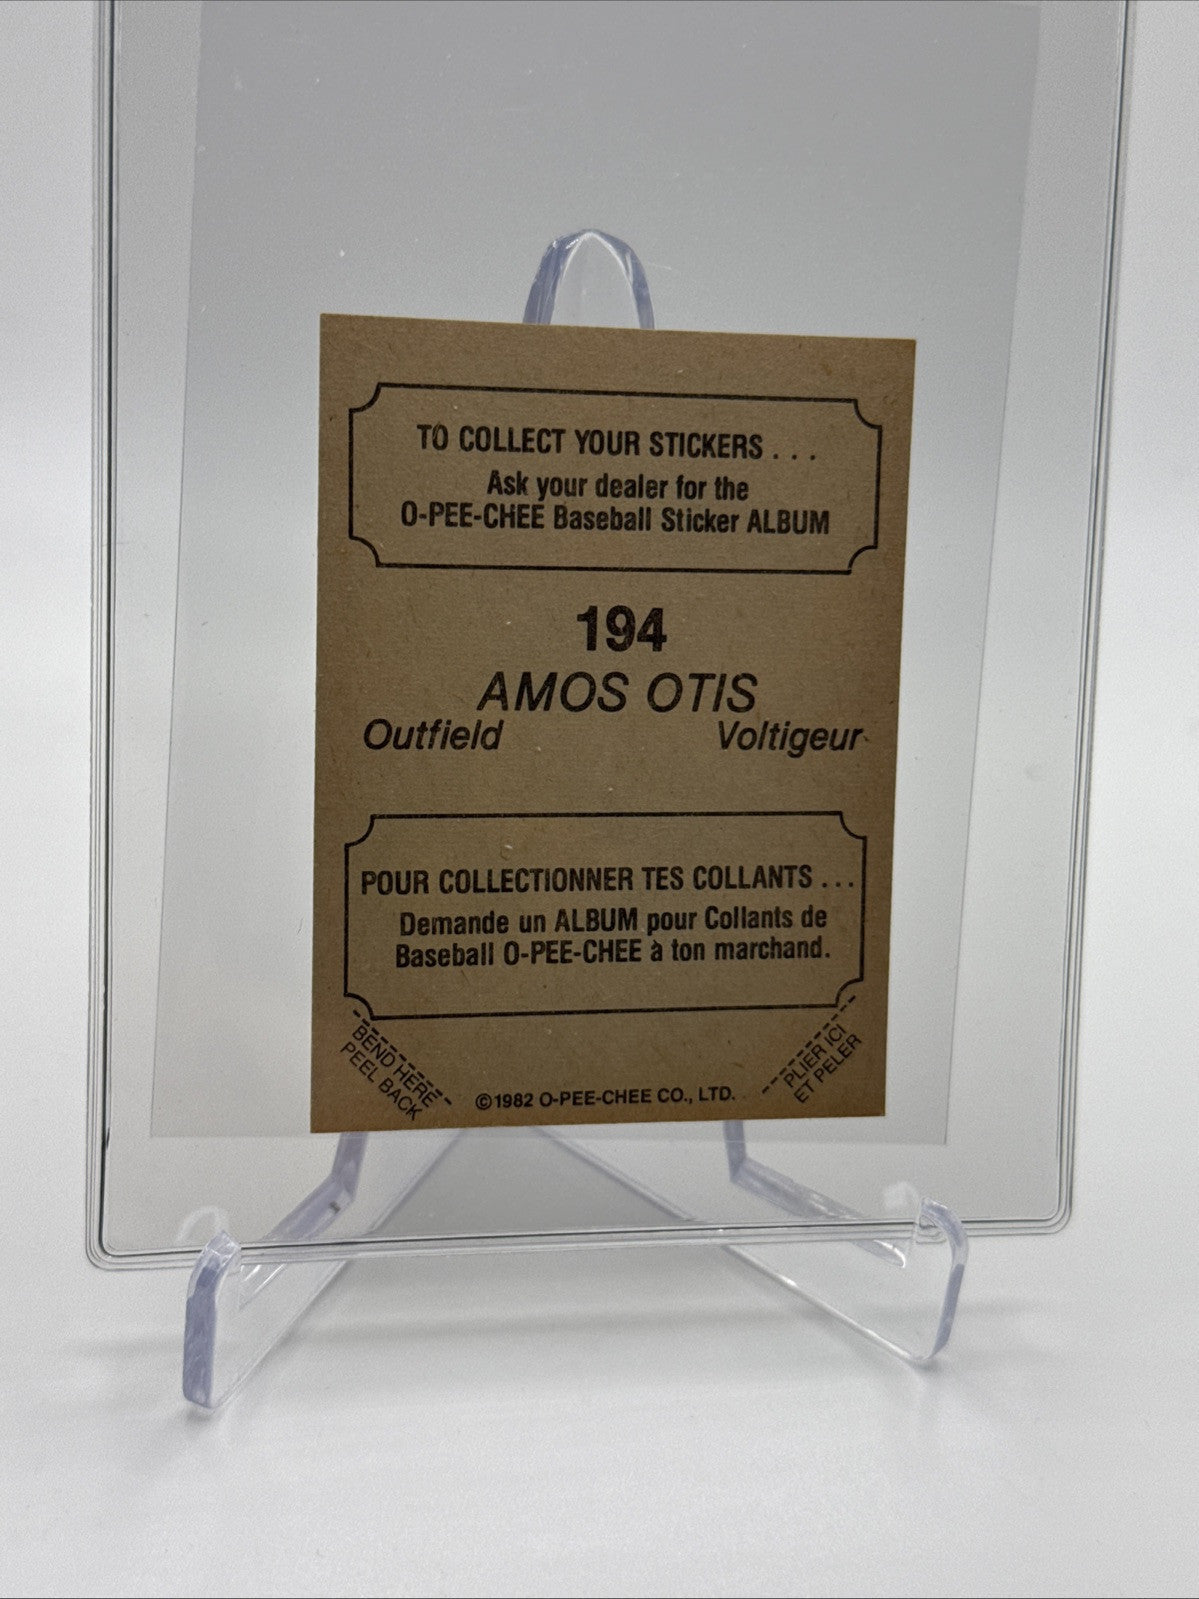 TO COLLECT YOUR STICKERS . . .
Ask your dealer for the
O-PEE-CHEE Baseball Sticker ALBUM
194
AMOS OTIS
Outfield Voltigeur
POUR COLLECTIONNER TES COLLANTS . . .
Demande un ALBUM pour Collants de
Baseball O-PEE-CHEE à ton marchand.
BEND HERE
PEEL BACK
©1982 O-PEE-CHEE CO., LTD.
PLIER ICI
ET PELER